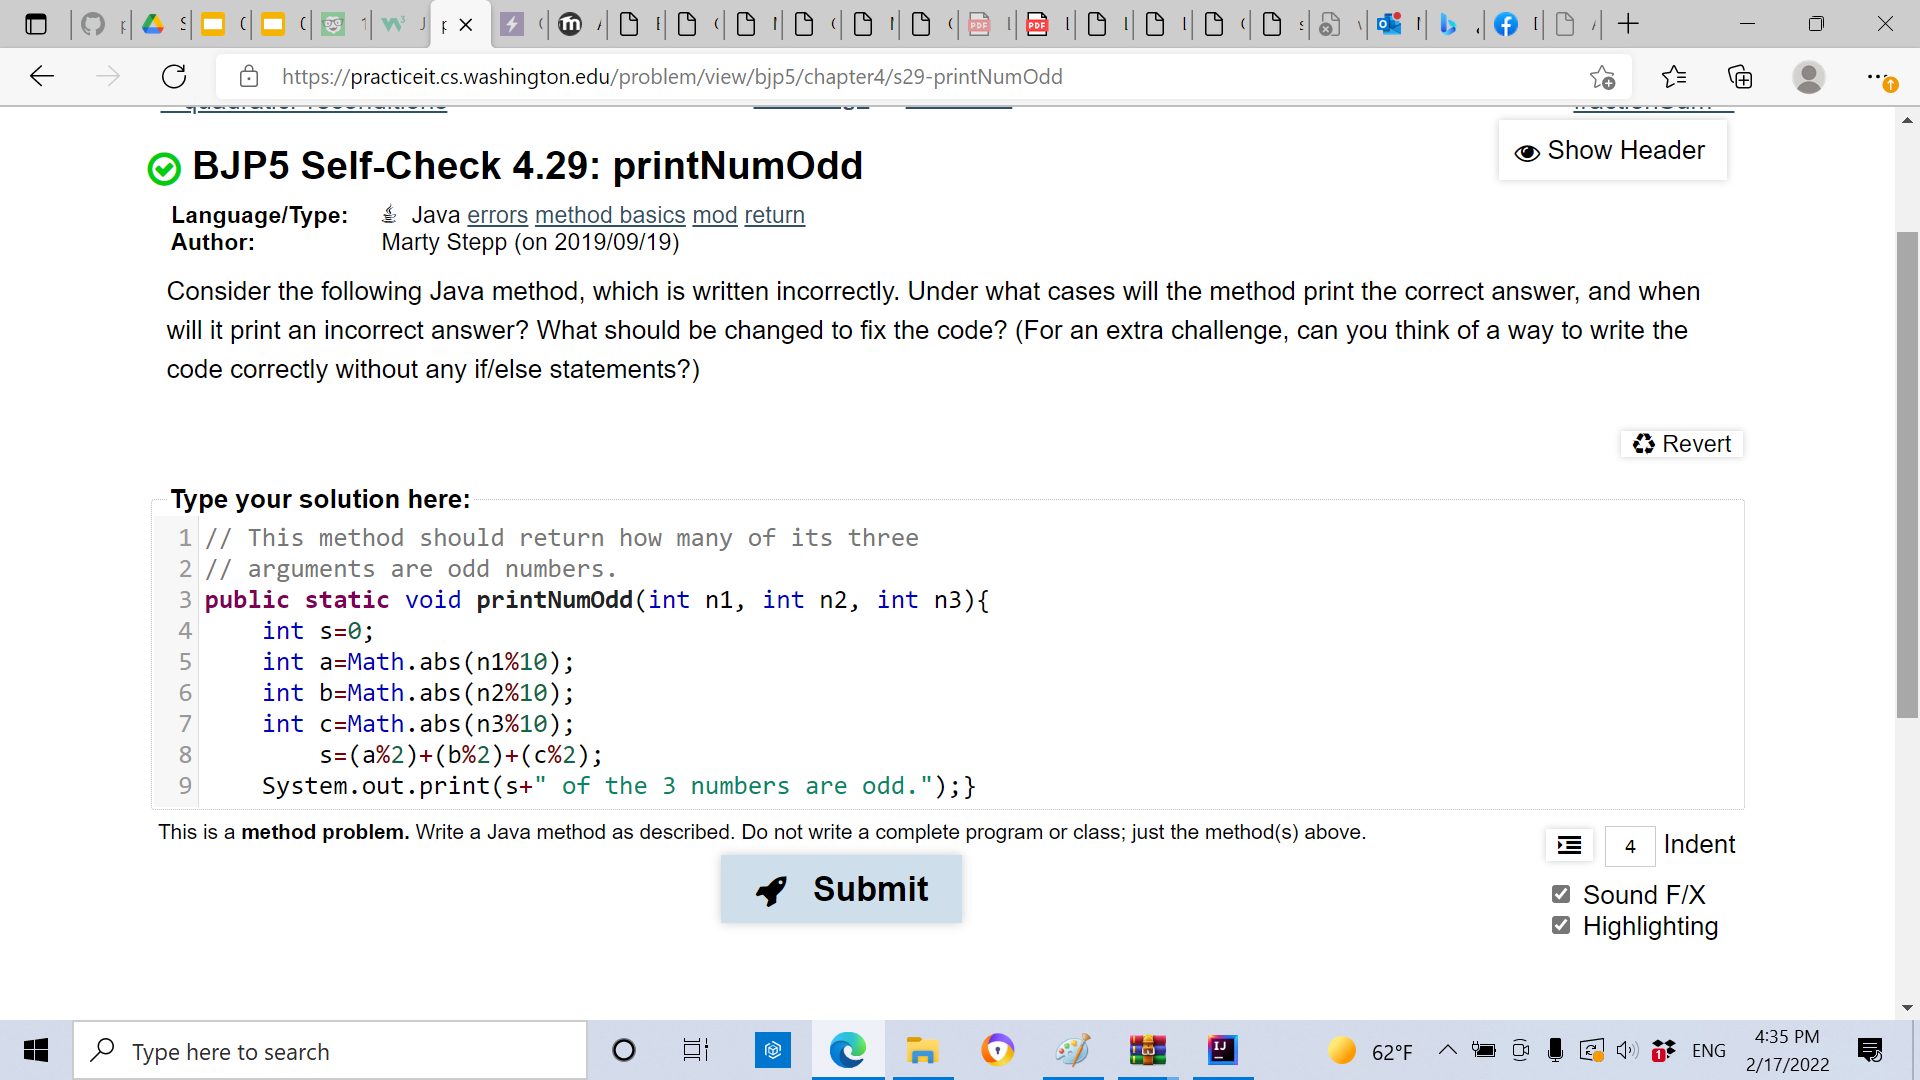 https://practiceit.cs.washington.edu/problem/view/bjp5/chapter4/s29-printNumOdd
Show Header
BJP5 Self-Check 4.29: printNumOdd
Language/Type: Java errors method basics mod return
Author: Marty Stepp (on 2019/09/19)
Consider the following Java method, which is written incorrectly. Under what cases will the method print the correct answer, and when
will it print an incorrect answer? What should be changed to fix the code? (For an extra challenge, can you think of a way to write the
code correctly without any if/else statements?)
Revert
Type your solution here:
1 // This method should return how many of its three
2 // arguments are odd numbers.
3 public static void printNumOdd(int n1, int n2, int n3){
4     int s=0;
5     int a=Math.abs(n1%10);
6     int b=Math.abs(n2%10);
7     int c=Math.abs(n3%10);
8         s=(a%2)+(b%2)+(c%2);
9     System.out.print(s+" of the 3 numbers are odd.");}
This is a method problem. Write a Java method as described. Do not write a complete program or class; just the method(s) above.
4 Indent
Submit
Sound F/X
Highlighting
Type here to search
62°F
ENG
4:35 PM
2/17/2022